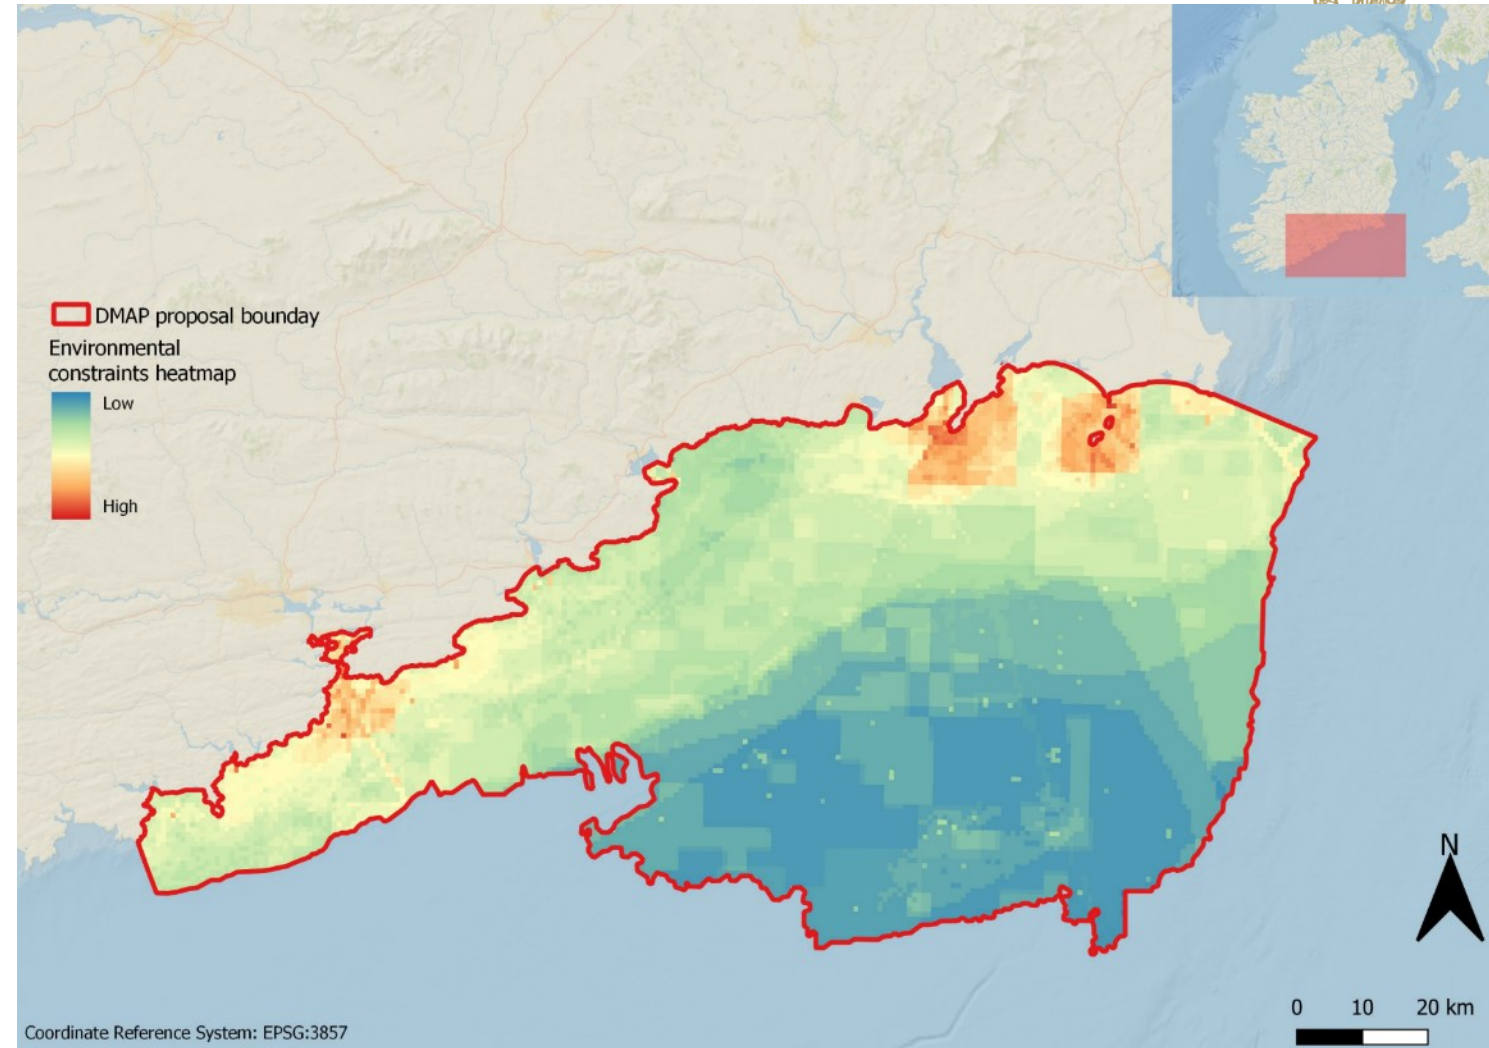 DMAP proposal bounday
Environmental
constraints heatmap
Low
High
N
0 10 20 km
Coordinate Reference System: EPSG:3857